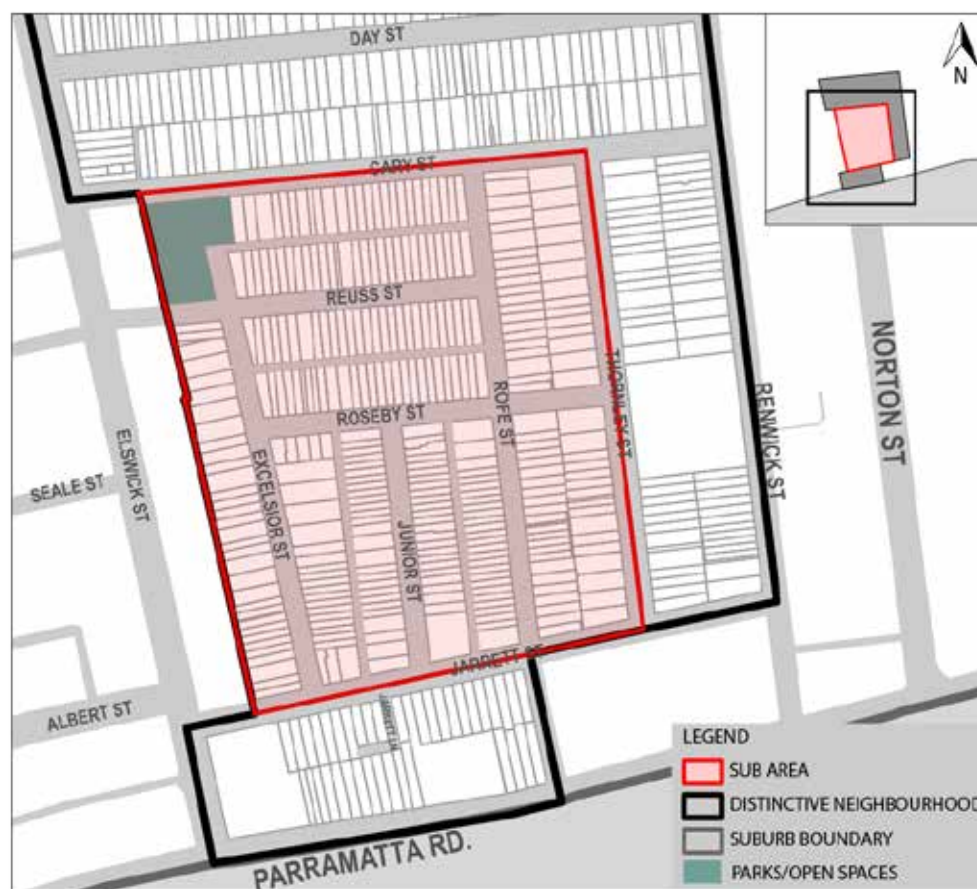 DAY ST
N
CARY ST
REUSS ST
ROSEBY ST
ROFE ST
THORNLEY ST
RENWICK ST
NORTON ST
ELSWICK ST
SEALE ST
EXCELSIOR ST
JUNIOR ST
JARRETT ST
ALBERT ST
JARRETT LN
PARRAMATTA RD.
LEGEND
SUB AREA
DISTINCTIVE NEIGHBOURHOOD
SUBURB BOUNDARY
PARKS/OPEN SPACES